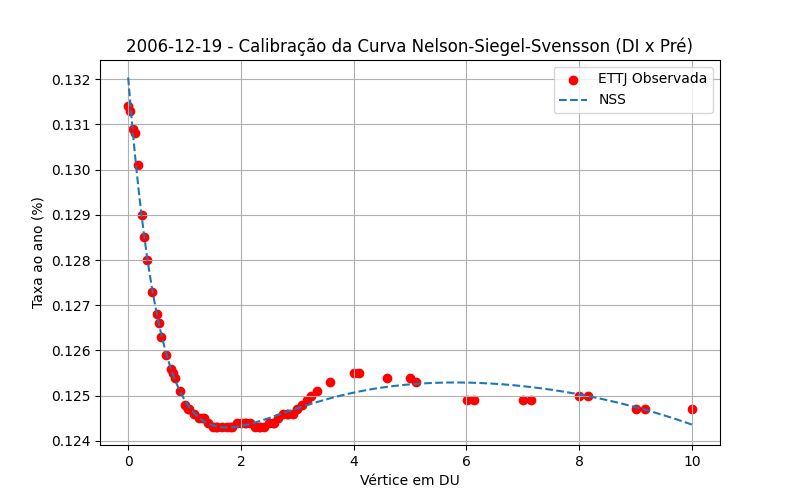 2006-12-19 - Calibração da Curva Nelson-Siegel-Svensson (DI x Pré)
ETTJ Observada
NSS
Taxa ao ano (%)
0.132
0.131
0.130
0.129
0.128
0.127
0.126
0.125
0.124
0 2 4 6 8 10
Vértice em DU